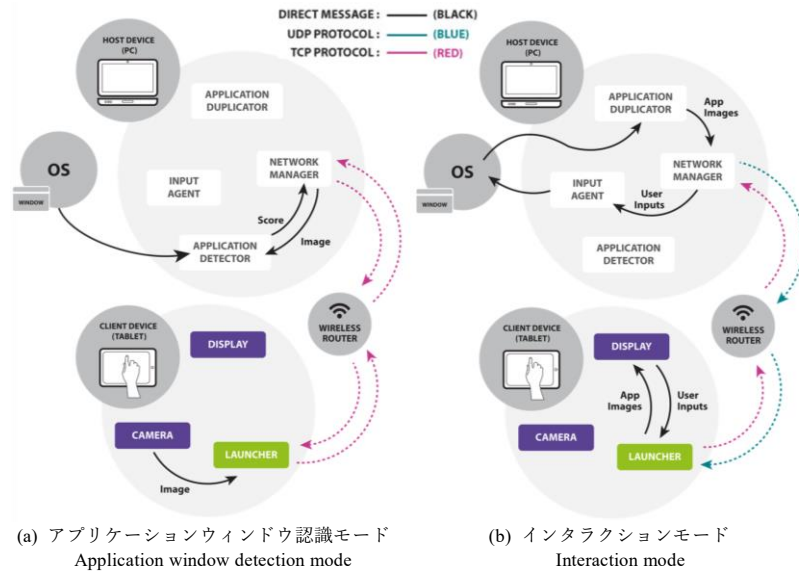 DIRECT MESSAGE : (BLACK)
UDP PROTOCOL : (BLUE)
TCP PROTOCOL : (RED)
HOST DEVICE
(PC)
APPLICATION
DUPLICATOR
OS
WINDOW
INPUT
AGENT
NETWORK
MANAGER
Score
Image
APPLICATION
DETECTOR
CLIENT DEVICE
(TABLET)
DISPLAY
WIRELESS
ROUTER
CAMERA
LAUNCHER
Image
(a) アプリケーションウィンドウ認識モード
Application window detection mode
HOST DEVICE
(PC)
APPLICATION
DUPLICATOR
App
Images
OS
WINDOW
INPUT
AGENT
NETWORK
MANAGER
User
Inputs
APPLICATION
DETECTOR
CLIENT DEVICE
(TABLET)
DISPLAY
WIRELESS
ROUTER
App
Images
User
Inputs
CAMERA
LAUNCHER
(b) インタラクションモード
Interaction mode